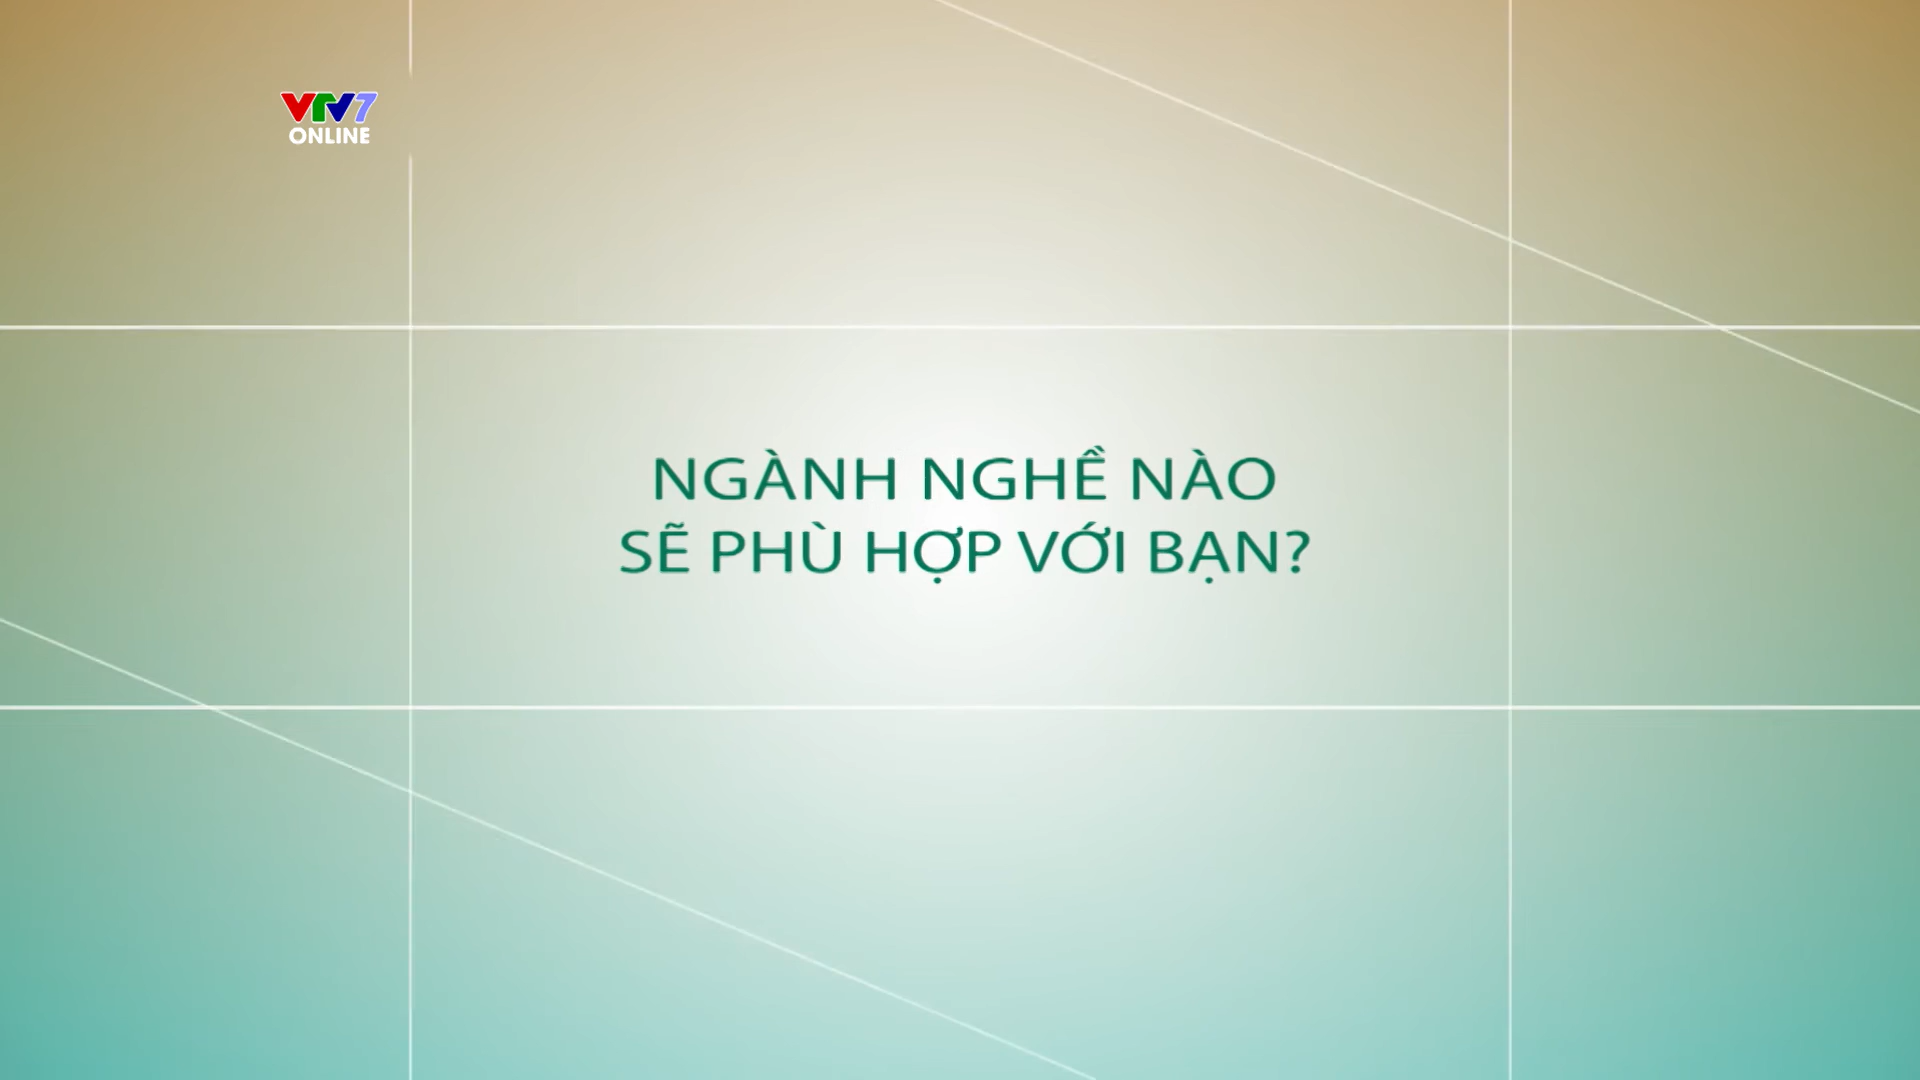 VTV7
ONLINE
NGÀNH NGHỀ NÀO
SẼ PHÙ HỢP VỚI BẠN?